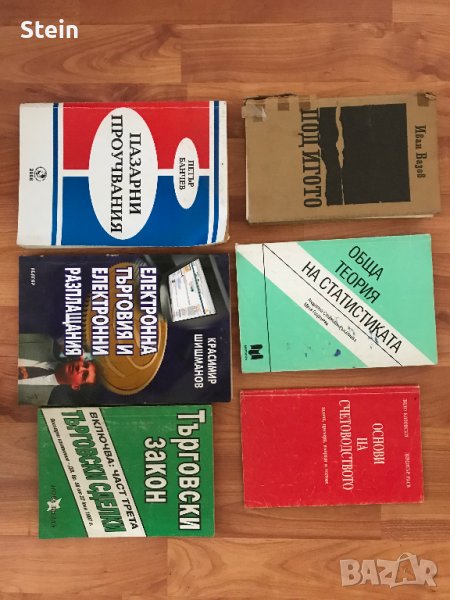 Stein
ПЕТЪР
БАНЧЕВ
ПАЗАРНИ
ПРОУЧВАНИЯ
Иван Вазов
ПОД ИГОТО
КРАСИМИР
ШИШМАНОВ
ЕЛЕКТРОННА
ТЪРГОВИЯ И
ЕЛЕКТРОННИ
РАЗПЛАЩАНИЯ
ОБЩА
ТЕОРИЯ
НА СТАТИСТИКАТА
Търговски
закон
ВКЛЮЧВА: ЧАСТ ТРЕТА
ТЪРГОВСКИ СДЕЛКИ
ОСНОВИ
НА
СЧЕТОВОДСТВОТО
BAZAR